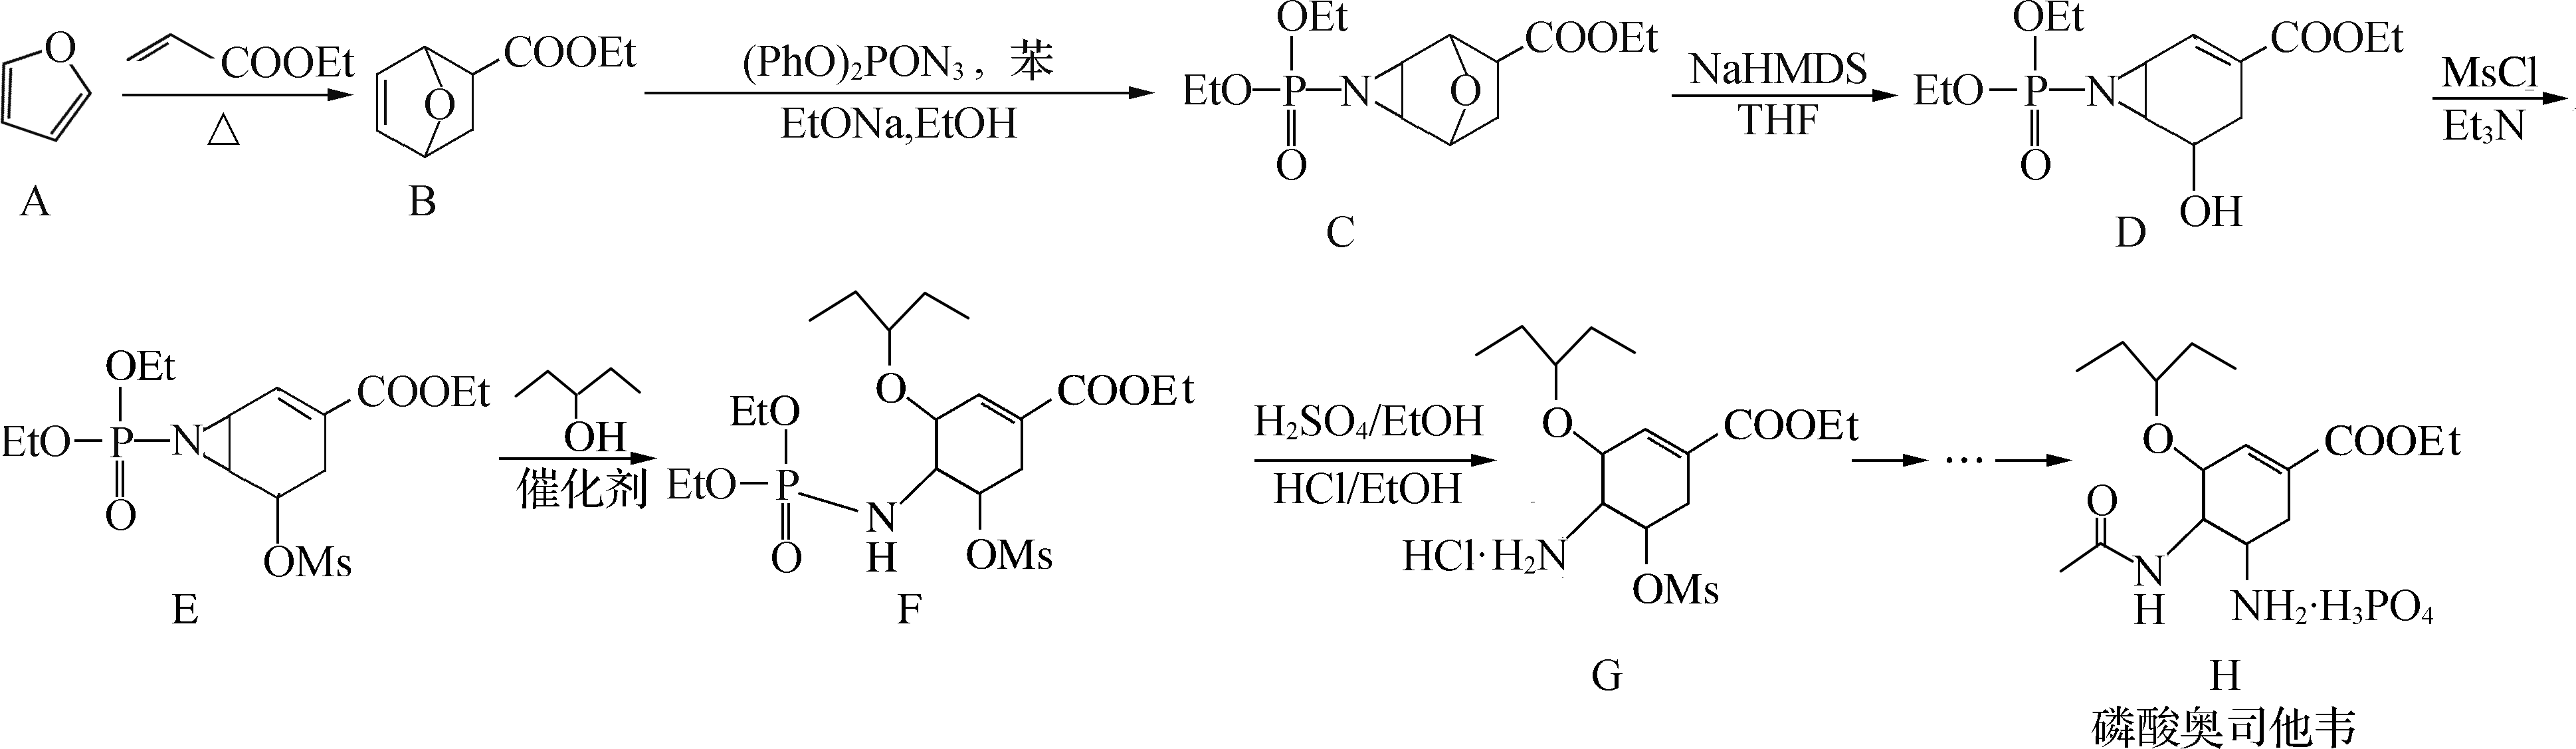 O
COOEt
△
A
O
COOEt
B
(PhO)₂PON₃，苯
EtONa,EtOH
OEt
EtO P N
O
O
COOEt
C
NaHMDS
THF
OEt
EtO P N
O
COOEt
OH
D
MsCl
Et₃N
OEt
EtO P N
O
COOEt
OMs
E
OH
催化剂
O
COOEt
EtO
EtO P
O
N
H
OMs
F
H₂SO₄/EtOH
HCl/EtOH
O
COOEt
HCl·H₂N
OMs
G
…
O
COOEt
O
N
H
NH₂·H₃PO₄
H
磷酸奥司他韦